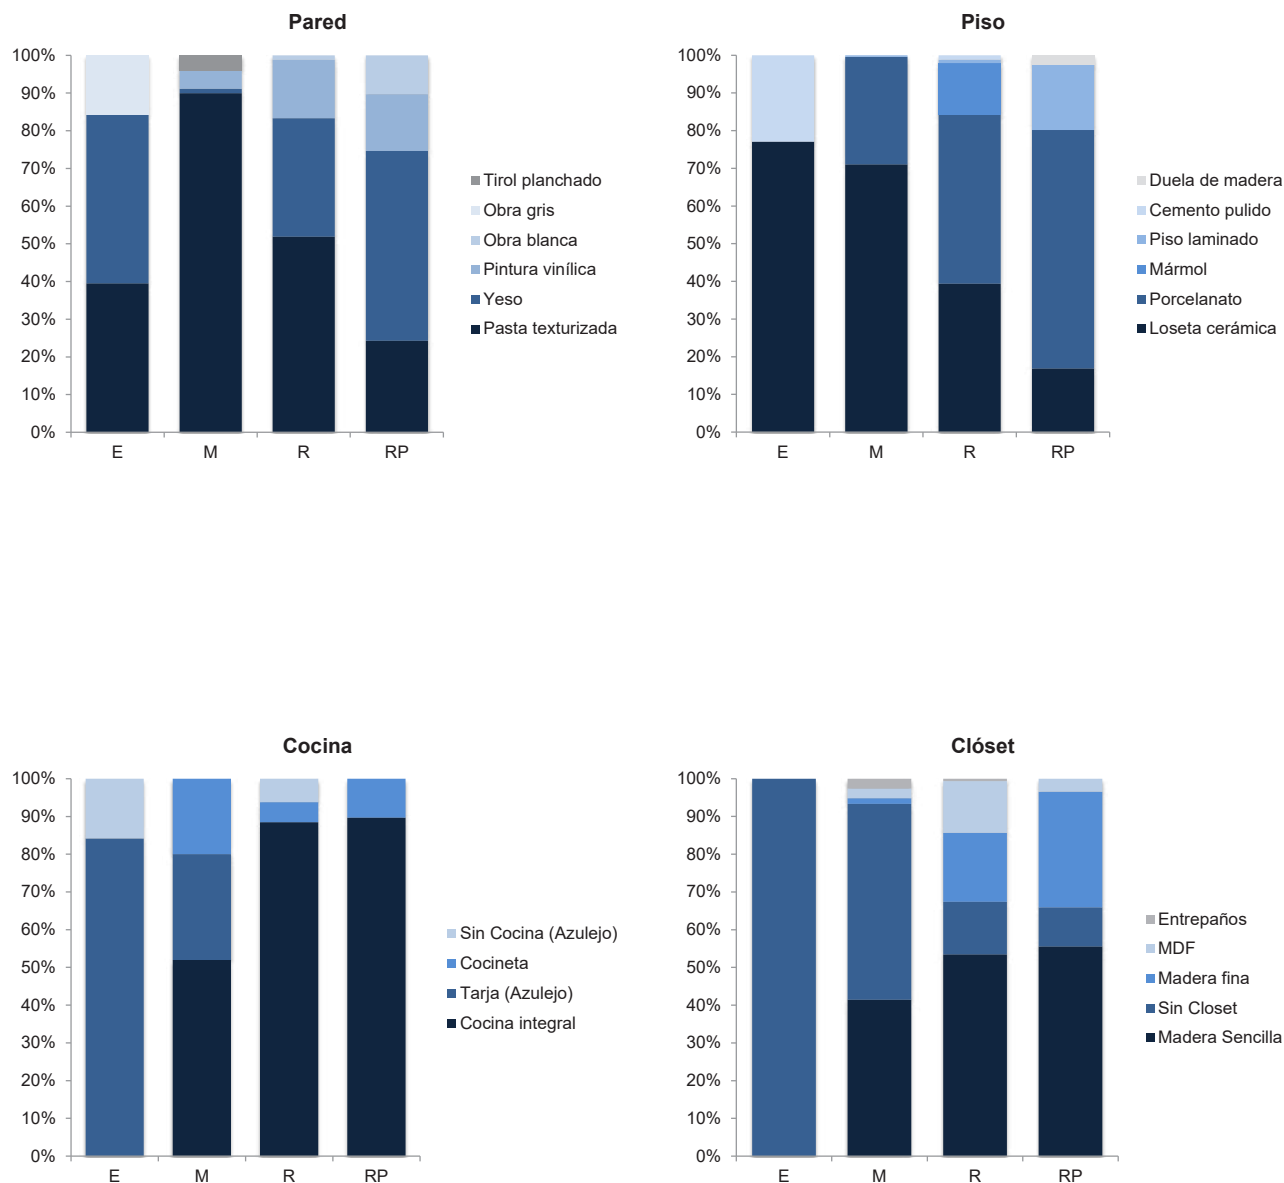 Pared
100%
90%
80%
70%
60%
50%
40%
30%
20%
10%
0%
E M R RP
Tirol planchado
Obra gris
Obra blanca
Pintura vinílica
Yeso
Pasta texturizada
Piso
100%
90%
80%
70%
60%
50%
40%
30%
20%
10%
0%
E M R RP
Duela de madera
Cemento pulido
Piso laminado
Mármol
Porcelanato
Loseta cerámica
Cocina
100%
90%
80%
70%
60%
50%
40%
30%
20%
10%
0%
E M R RP
Sin Cocina (Azulejo)
Cocineta
Tarja (Azulejo)
Cocina integral
Clóset
100%
90%
80%
70%
60%
50%
40%
30%
20%
10%
0%
E M R RP
Entrepaños
MDF
Madera fina
Sin Closet
Madera Sencilla